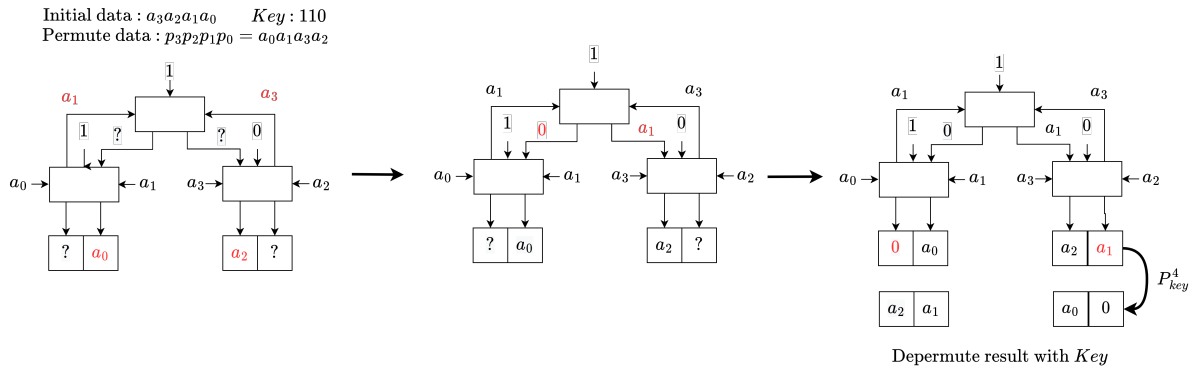 Initial data : a₃a₂a₁a₀ Key : 110
Permute data : p₃p₂p₁p₀ = a₀a₁a₃a₂
1
a₁ a₃
1 ? ? 0
a₀ a₁ a₃ a₂
? a₀ a₂ ?
1
a₁ a₃
1 0 a₁ 0
a₀ a₁ a₃ a₂
? a₀ a₂ ?
1
a₁ a₃
1 0 a₁ 0
a₀ a₁ a₃ a₂
0 a₀ a₂ a₁
P⁴key
a₂ a₁ a₀ 0
Depermute result with Key